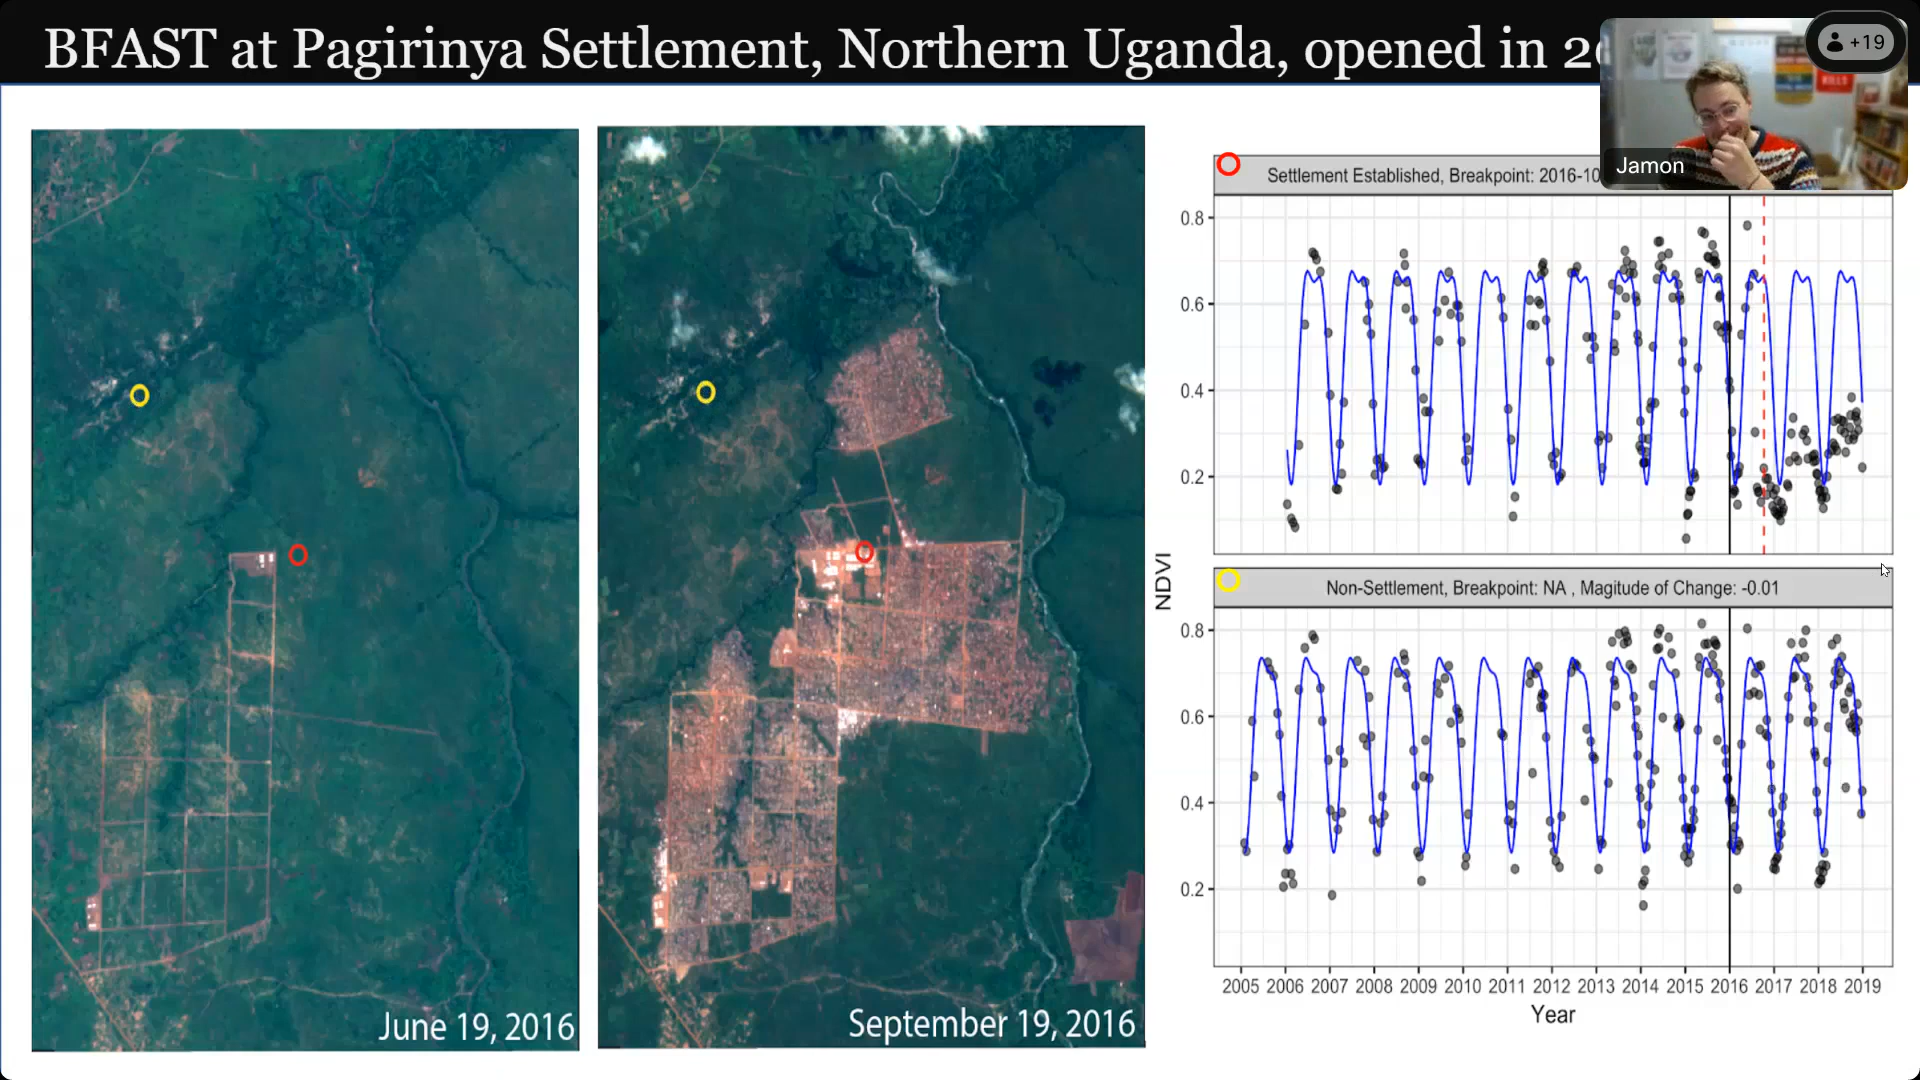 BFAST at Pagirinya Settlement, Northern Uganda, opened in 20
+19
Jamon
June 19, 2016
September 19, 2016
Settlement Established, Breakpoint: 2016-10
0.8
0.6
0.4
0.2
NDVI
Non-Settlement, Breakpoint: NA , Magitude of Change: -0.01
0.8
0.6
0.4
0.2
2005 2006 2007 2008 2009 2010 2011 2012 2013 2014 2015 2016 2017 2018 2019
Year